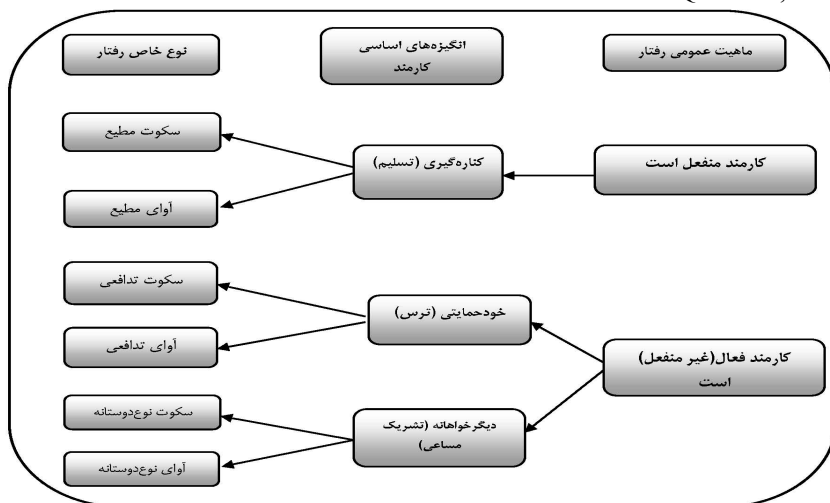 ماهیت عمومی رفتار
انگیزه‌های اساسی
کارمند
نوع خاص رفتار
کارمند منفعل است
کناره‌گیری (تسلیم)
سکوت مطیع
آوای مطیع
کارمند فعال(غیر منفعل)
است
خودحمایتی (ترس)
سکوت تدافعی
آوای تدافعی
دیگرخواهانه (تشریک
مساعی)
سکوت نوع‌دوستانه
آوای نوع‌دوستانه